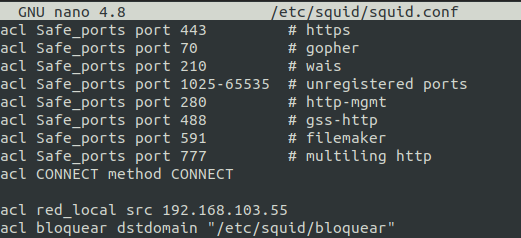 GNU nano 4.8 /etc/squid/squid.conf
acl Safe_ports port 443 # https
acl Safe_ports port 70 # gopher
acl Safe_ports port 210 # wais
acl Safe_ports port 1025-65535 # unregistered ports
acl Safe_ports port 280 # http-mgmt
acl Safe_ports port 488 # gss-http
acl Safe_ports port 591 # filemaker
acl Safe_ports port 777 # multiling http
acl CONNECT method CONNECT
acl red_local src 192.168.103.55
acl bloquear dstdomain "/etc/squid/bloquear"